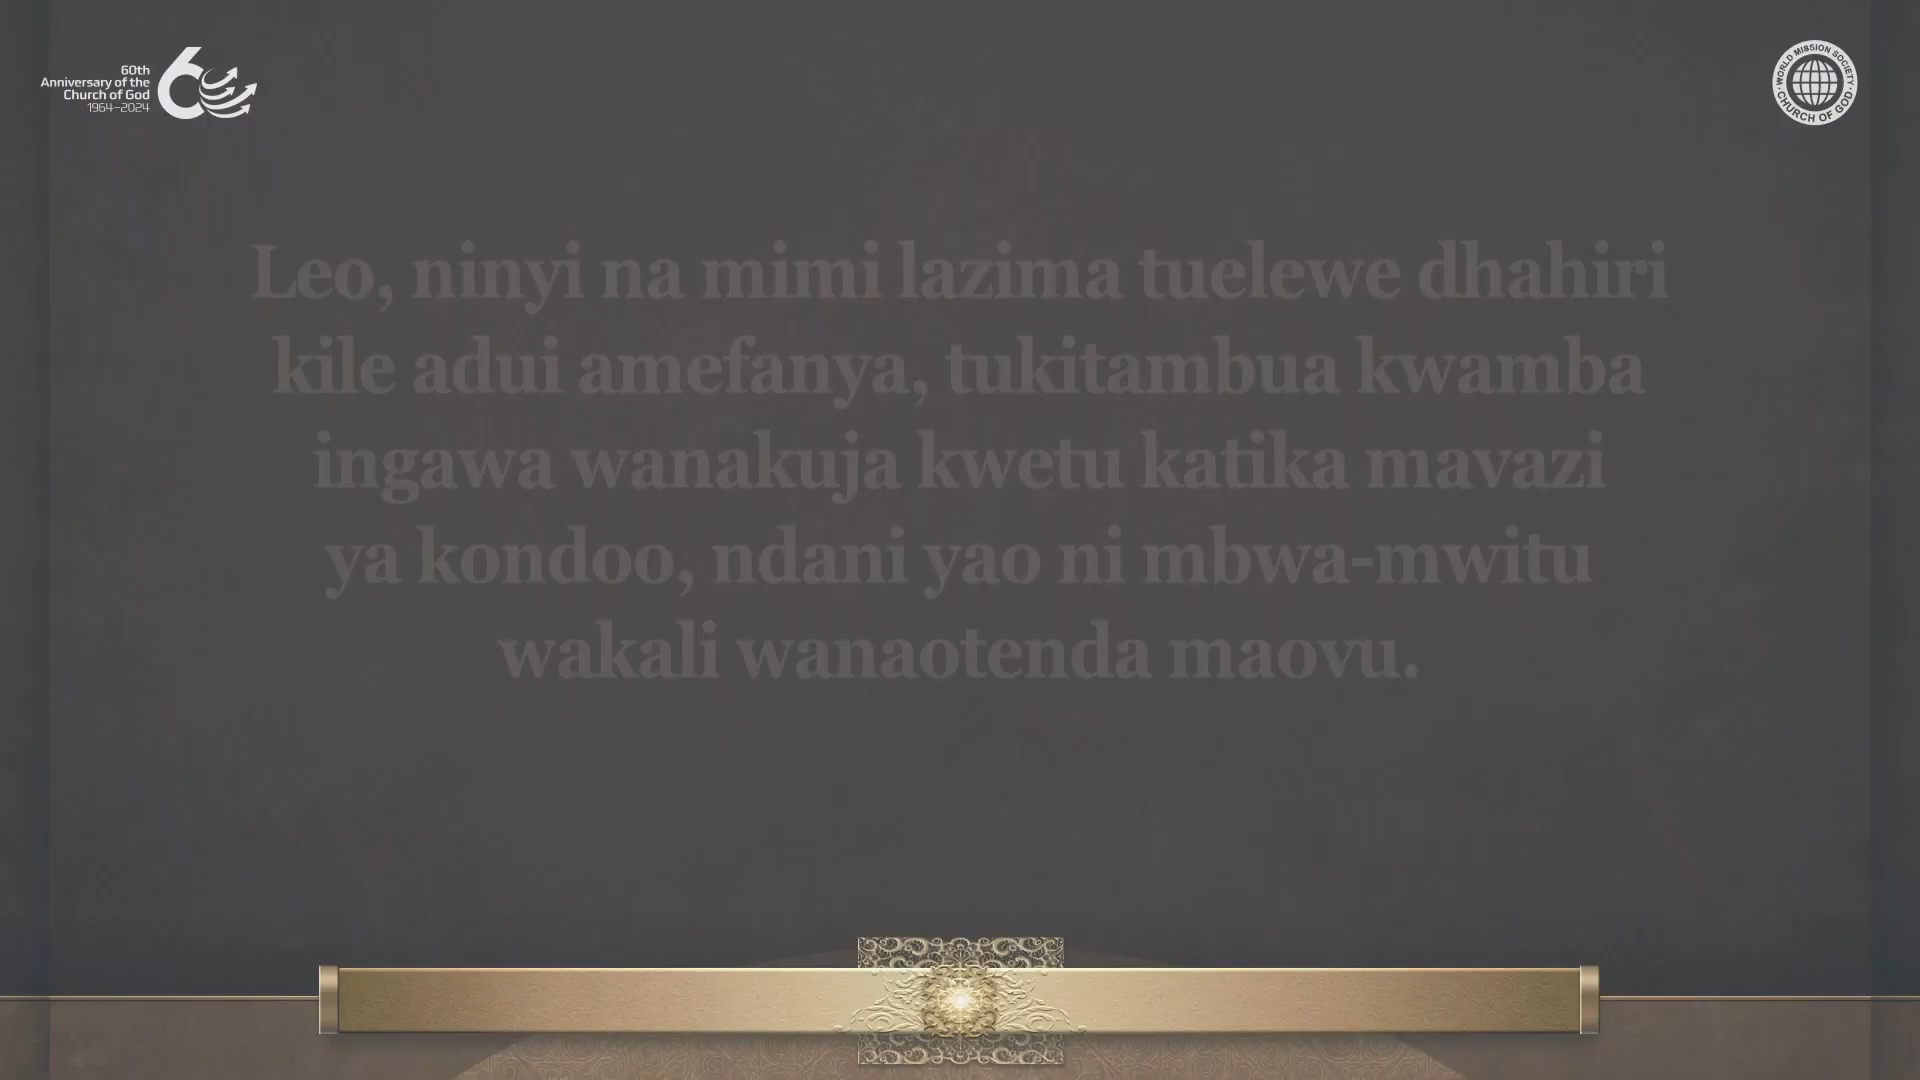 60th
Anniversary of the
Church of God
1964–2024
60
WORLD MISSION SOCIETY
CHURCH OF GOD
Leo, ninyi na mimi lazima tuelewe dhahiri
kile adui amefanya, tukitambua kwamba
ingawa wanakuja kwetu katika mavazi
ya kondoo, ndani yao ni mbwa-mwitu
wakali wanaotenda maovu.